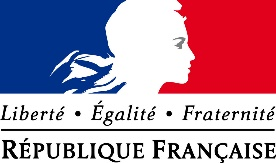 Liberté • Égalité • Fraternité
RÉPUBLIQUE FRANÇAISE